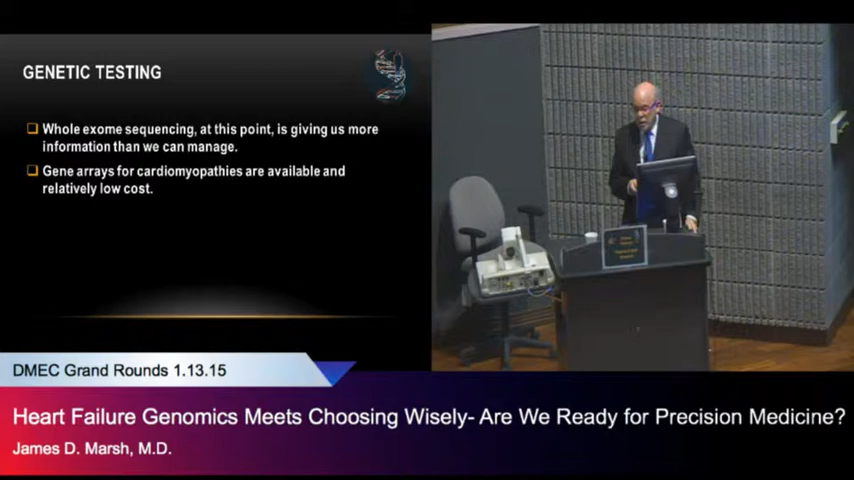 GENETIC TESTING
Whole exome sequencing, at this point, is giving us more
information than we can manage.
Gene arrays for cardiomyopathies are available and
relatively low cost.
DMEC Grand Rounds 1.13.15
Heart Failure Genomics Meets Choosing Wisely- Are We Ready for Precision Medicine?
James D. Marsh, M.D.